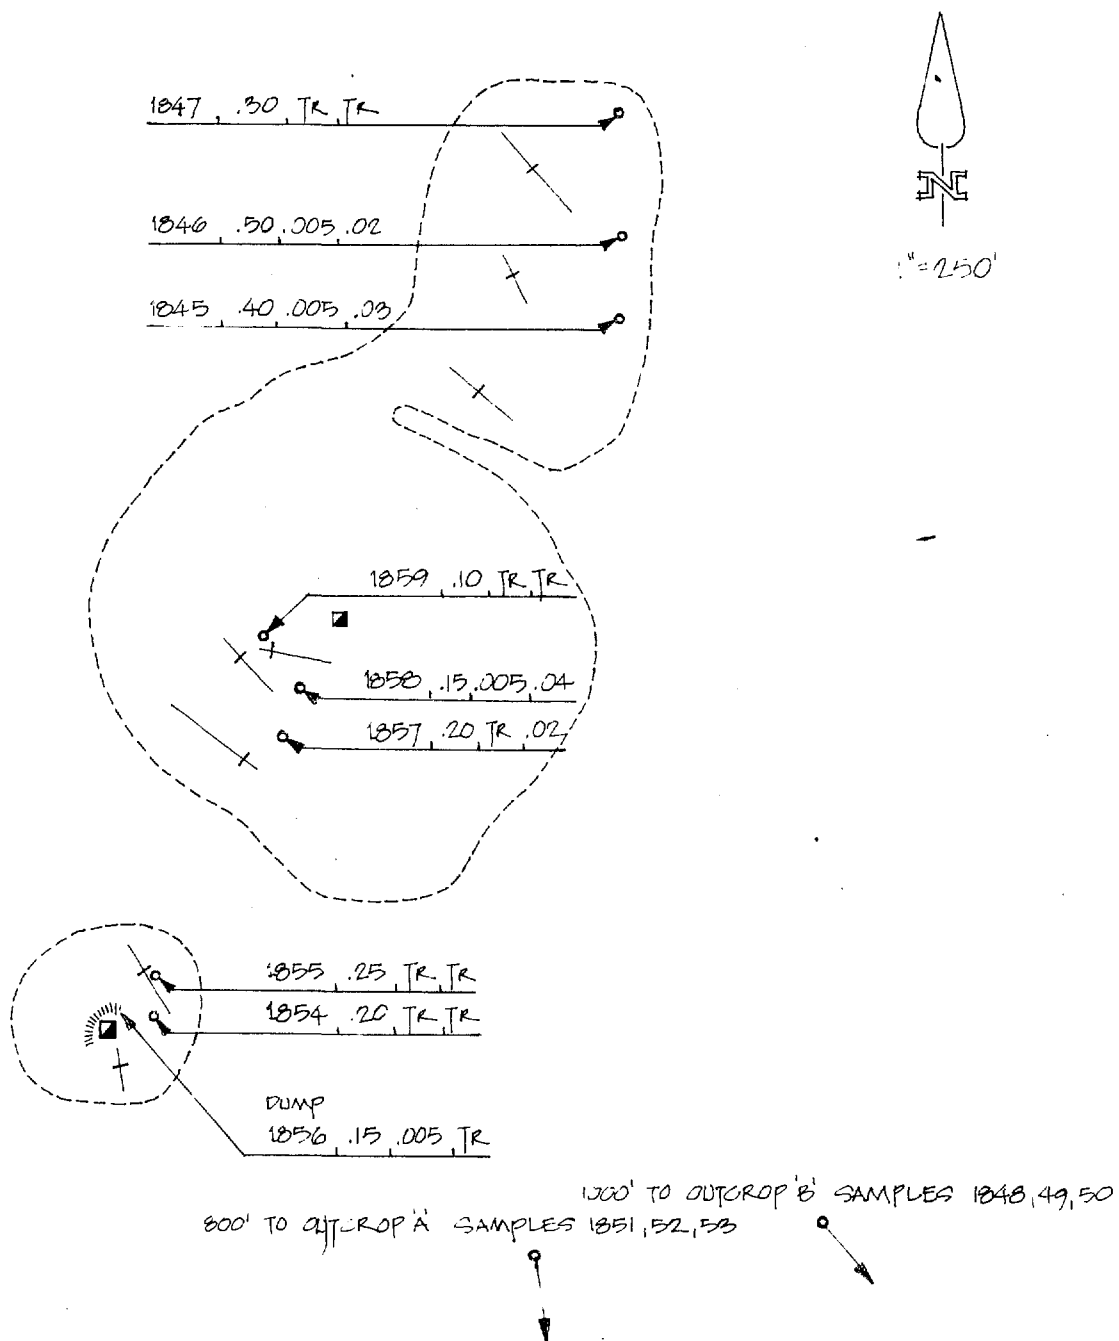 1847 .30 TR TR
N
1846 .50 .005 .02
1"=250'
1845 .40 .005 .03
1859 .10 TR TR
1858 .15 .005 .04
1857 .20 TR .02
1855 .25 TR TR
1854 .20 TR TR
DUMP
1856 .15 .005 TR
1000' TO OUTCROP 'B' SAMPLES 1848,49,50
800' TO OUTCROP 'A' SAMPLES 1851,52,53